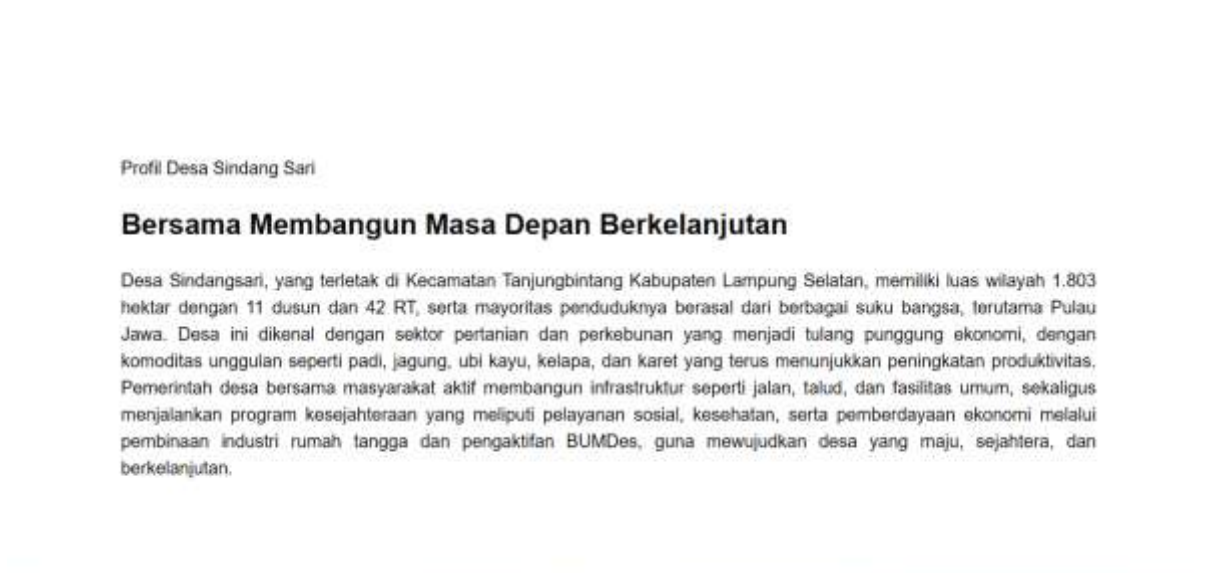 Profil Desa Sindang Sari
Bersama Membangun Masa Depan Berkelanjutan
Desa Sindangsari, yang terletak di Kecamatan Tanjungbintang Kabupaten Lampung Selatan, memiliki luas wilayah 1.803
hektar dengan 11 dusun dan 42 RT, serta mayoritas penduduknya berasal dari berbagai suku bangsa, terutama Pulau
Jawa. Desa ini dikenal dengan sektor pertanian dan perkebunan yang menjadi tulang punggung ekonomi, dengan
komoditas unggulan seperti padi, jagung, ubi kayu, kelapa, dan karet yang terus menunjukkan peningkatan produktivitas.
Pemerintah desa bersama masyarakat aktif membangun infrastruktur seperti jalan, talud, dan fasilitas umum, sekaligus
menjalankan program kesejahteraan yang meliputi pelayanan sosial, kesehatan, serta pemberdayaan ekonomi melalui
pembinaan industri rumah tangga dan pengaktifan BUMDes, guna mewujudkan desa yang maju, sejahtera, dan
berkelanjutan.